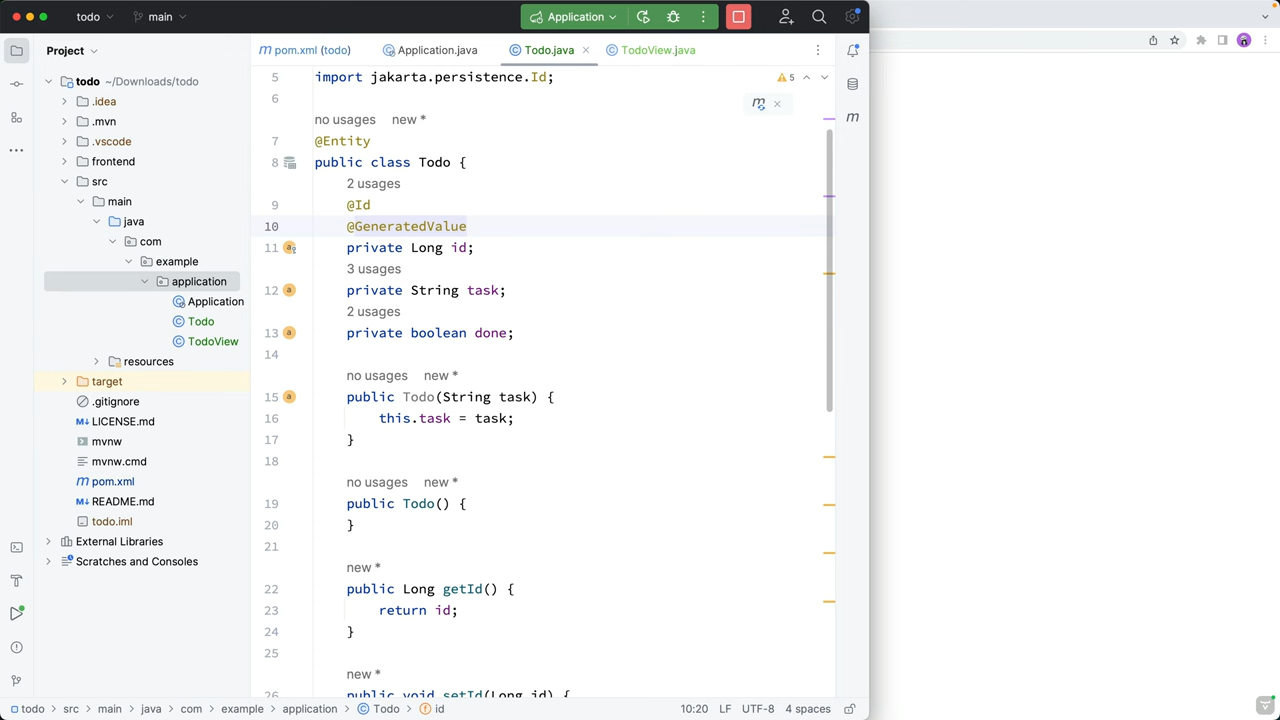 todo
main
Application
Project
todo ~/Downloads/todo
.idea
.mvn
.vscode
frontend
src
main
java
com
example
application
Application
Todo
TodoView
resources
target
.gitignore
LICENSE.md
mvnw
mvnw.cmd
pom.xml
README.md
todo.iml
External Libraries
Scratches and Consoles
pom.xml (todo)
Application.java
Todo.java
TodoView.java
5
5 import jakarta.persistence.Id;
6
no usages new *
7 @Entity
8 public class Todo {
2 usages
9 @Id
10 @GeneratedValue
11 private Long id;
3 usages
12 private String task;
2 usages
13 private boolean done;
14
no usages new *
15 public Todo(String task) {
16 this.task = task;
17 }
18
no usages new *
19 public Todo() {
20 }
21
new *
22 public Long getId() {
23 return id;
24 }
25
new *
26 public void setId(Long id) {
todo
src
main
java
com
example
application
Todo
id
10:20
LF
UTF-8
4 spaces